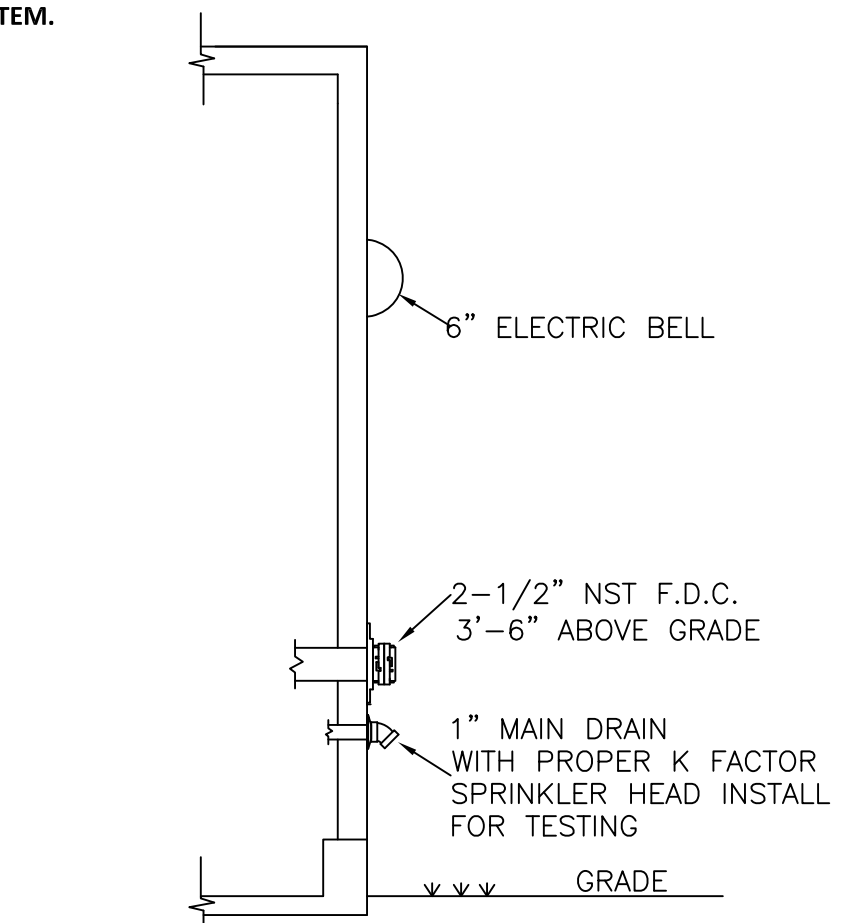 TEM.
6” ELECTRIC BELL
2-1/2” NST F.D.C.
3’-6” ABOVE GRADE
1” MAIN DRAIN
WITH PROPER K FACTOR
SPRINKLER HEAD INSTALL
FOR TESTING
GRADE